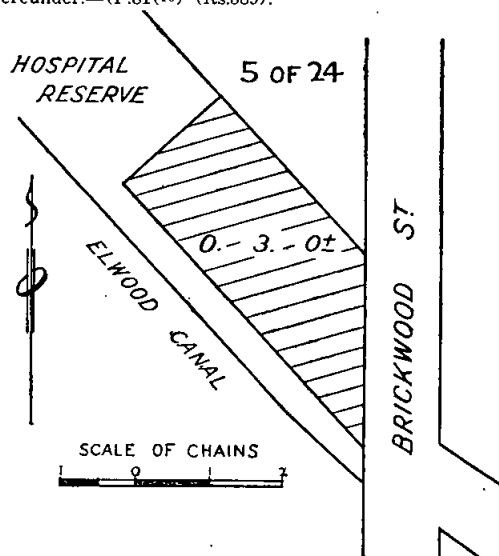 HOSPITAL
RESERVE
5 OF 24
0. - 3. - 0±
ELWOOD CANAL
BRICKWOOD ST
SCALE OF CHAINS
1 0 1 2